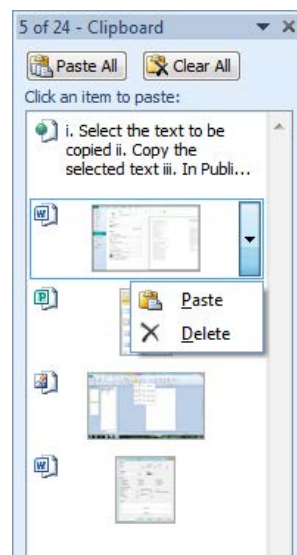 5 of 24 - Clipboard
Paste All Clear All
Click an item to paste:
i. Select the text to be
copied ii. Copy the
selected text iii. In Publi...
Paste
Delete